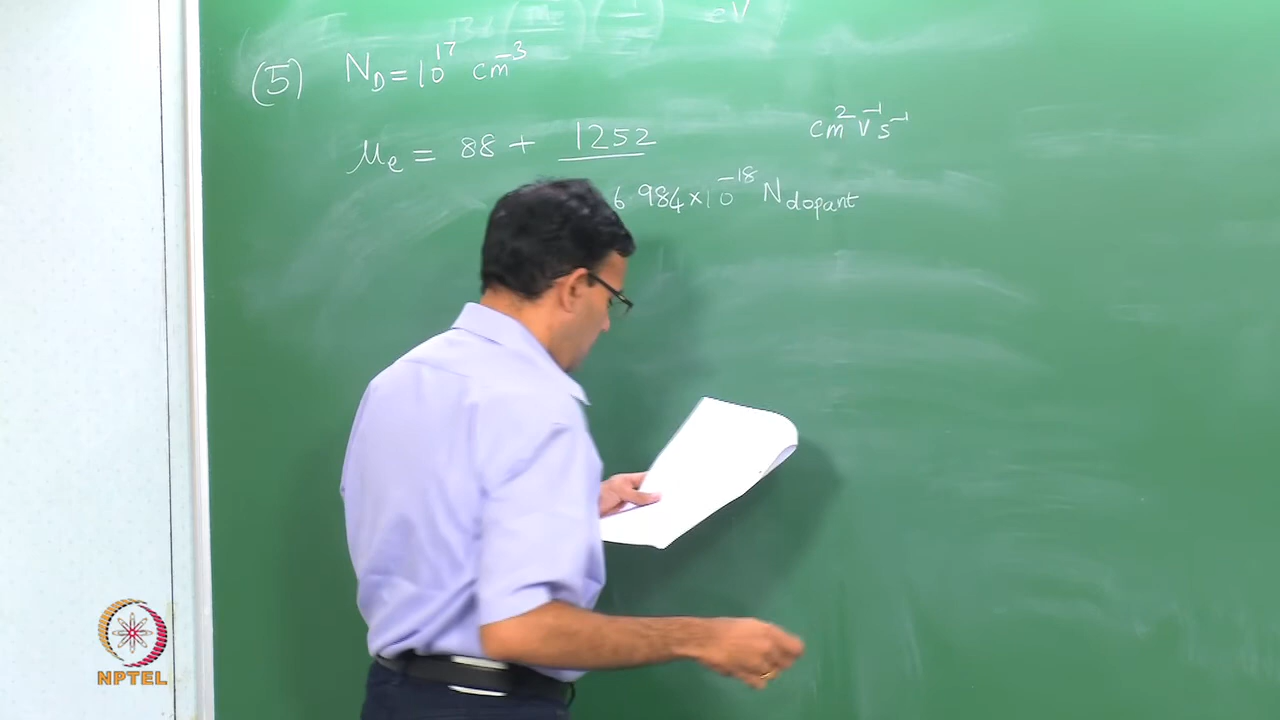 eV
(5) N_D = 10^17 cm^-3
μ_e = 88 + 1252 cm^2 V^-1 s^-1
6 984 × 10^-18 N_dopant
NPTEL